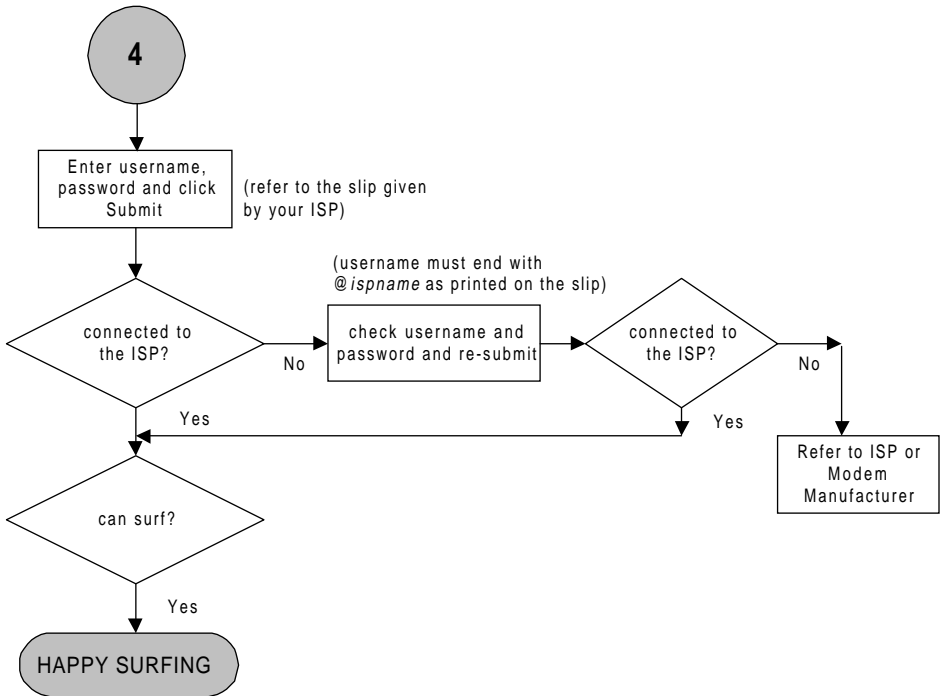 4
Enter username,
password and click
Submit
(refer to the slip given
by your ISP)
(username must end with
@ispname as printed on the slip)
connected to
the ISP?
No
check username and
password and re-submit
connected to
the ISP?
No
Yes
Yes
Refer to ISP or
Modem
Manufacturer
can surf?
Yes
HAPPY SURFING